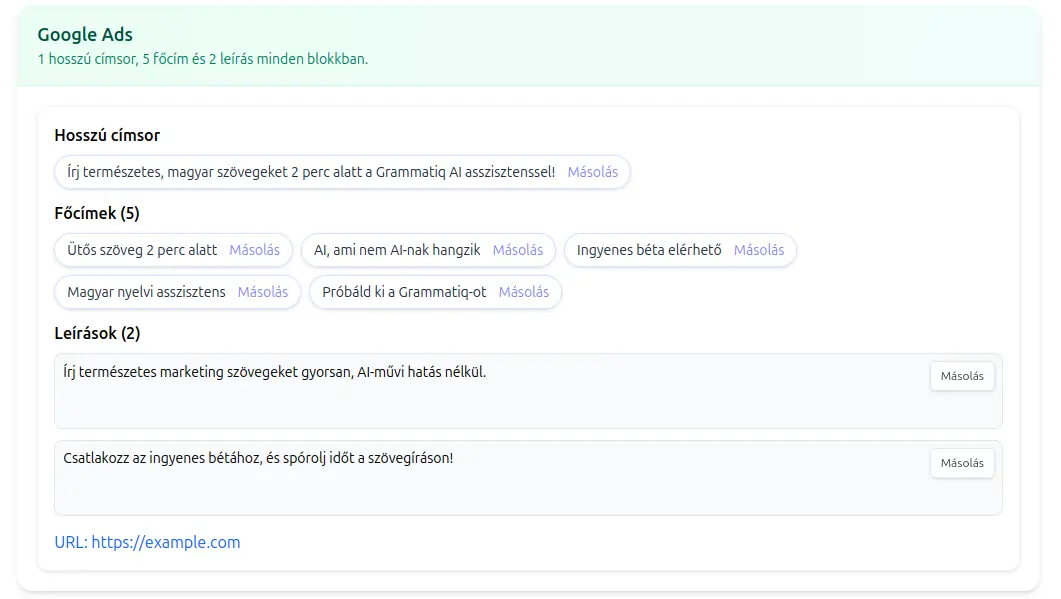 Google Ads
1 hosszú címsor, 5 főcím és 2 leírás minden blokkban.
Hosszú címsor
Írj természetes, magyar szövegeket 2 perc alatt a Grammatiq AI asszisztenssel! Másolás
Főcímek (5)
Ütős szöveg 2 perc alatt Másolás AI, ami nem AI-nak hangzik Másolás Ingyenes béta elérhető Másolás
Magyar nyelvi asszisztens Másolás Próbáld ki a Grammatiq-ot Másolás
Leírások (2)
Írj természetes marketing szövegeket gyorsan, AI-művi hatás nélkül. Másolás
Csatlakozz az ingyenes bétához, és spórolj időt a szövegíráson! Másolás
URL: https://example.com